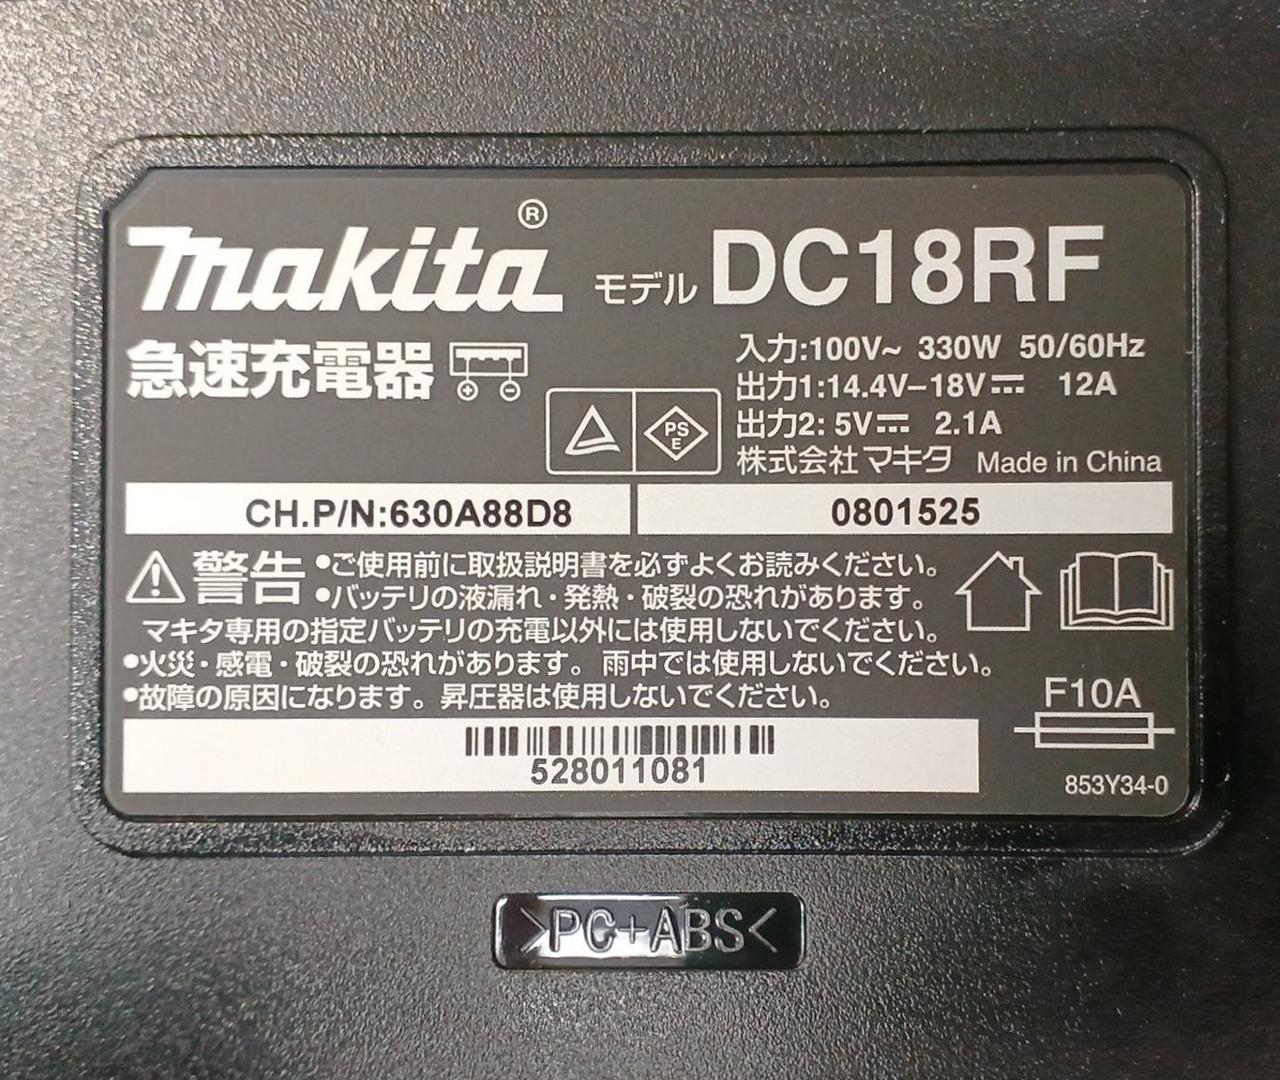 makita®
モデル DC18RF
急速充電器
入力:100V~ 330W 50/60Hz
出力1:14.4V–18V⎓ 12A
出力2: 5V⎓ 2.1A
PS
E
株式会社マキタ Made in China
CH.P/N:630A88D8
0801525
警告 •ご使用前に取扱説明書を必ずよくお読みください。
•バッテリの液漏れ・発熱・破裂の恐れがあります。
マキタ専用の指定バッテリの充電以外には使用しないでください。
•火災・感電・破裂の恐れがあります。雨中では使用しないでください。
•故障の原因になります。昇圧器は使用しないでください。
F10A
528011081
853Y34-0
>PC+ABS<